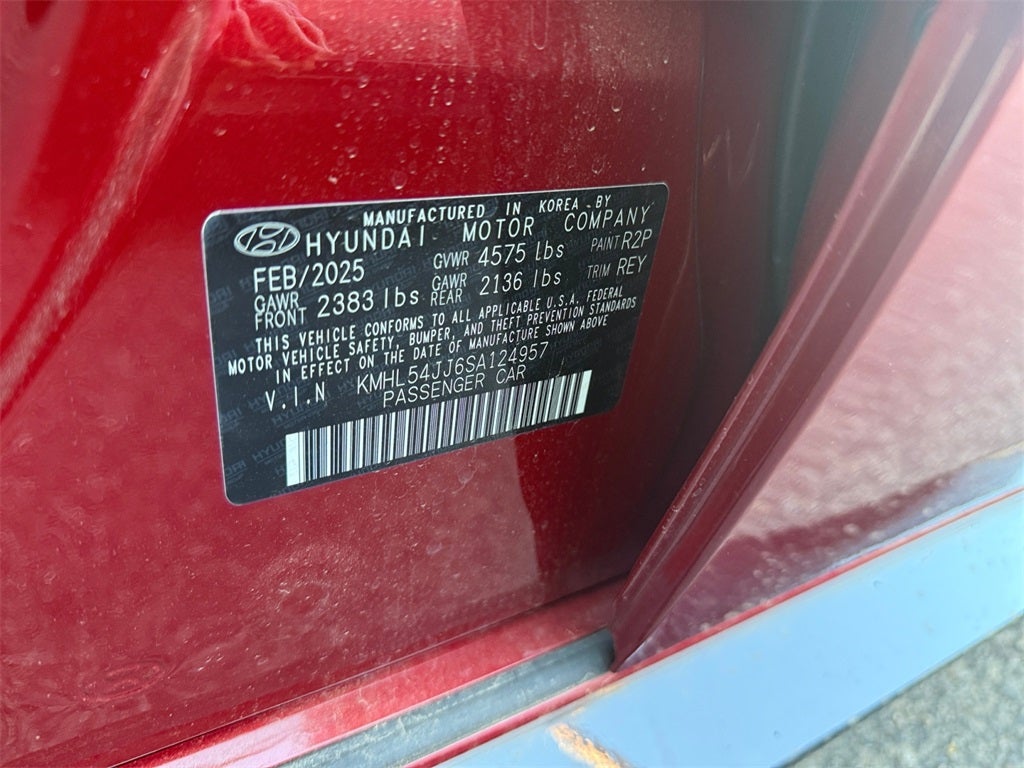 MANUFACTURED IN KOREA BY
HYUNDAI MOTOR COMPANY
FEB/2025 GVWR 4575 lbs PAINT R2P
GAWR FRONT 2383 lbs GAWR REAR 2136 lbs TRIM REY
THIS VEHICLE CONFORMS TO ALL APPLICABLE U.S.A. FEDERAL
MOTOR VEHICLE SAFETY, BUMPER, AND THEFT PREVENTION STANDARDS
IN EFFECT ON THE DATE OF MANUFACTURE SHOWN ABOVE
V.I.N KMHL54JJ6SA124957
PASSENGER CAR